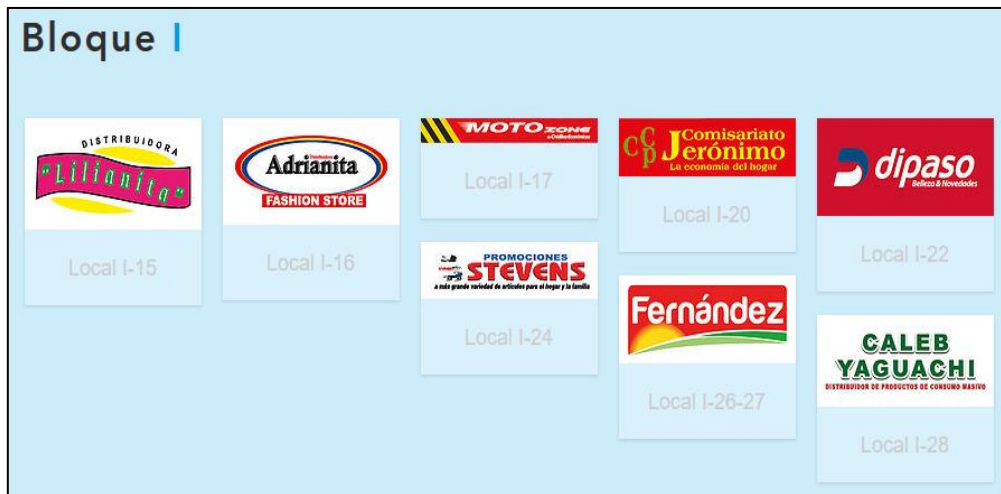 Bloque I
DISTRIBUIDORA
"Lilianita"
Local I-15
Adrianita
FASHION STORE
Local I-16
MOTO ZONE
Local I-17
CCP Comisariato
Jerónimo
La economía del hogar
Local I-20
dipaso
Belleza & Novedades
Local I-22
PROMOCIONES
STEVENS
a más grande variedad de artículos para el hogar y la familia
Local I-24
Fernández
Local I-26-27
CALEB
YAGUACHI
DISTRIBUIDOR DE PRODUCTOS DE CONSUMO MASIVO
Local I-28